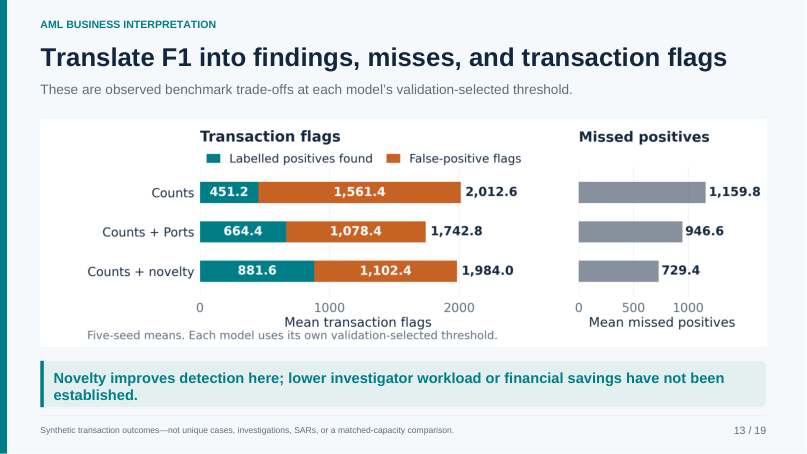 AML BUSINESS INTERPRETATION
Translate F1 into findings, misses, and transaction flags
These are observed benchmark trade-offs at each model's validation-selected threshold.
Transaction flags
Labelled positives found
False-positive flags
Counts
451.2
1,561.4
2,012.6
Counts + Ports
664.4
1,078.4
1,742.8
Counts + novelty
881.6
1,102.4
1,984.0
0
1000
2000
Mean transaction flags
Five-seed means. Each model uses its own validation-selected threshold.
Missed positives
1,159.8
946.6
729.4
0
500
1000
Mean missed positives
Novelty improves detection here; lower investigator workload or financial savings have not been
established.
Synthetic transaction outcomes—not unique cases, investigations, SARs, or a matched-capacity comparison.
13 / 19